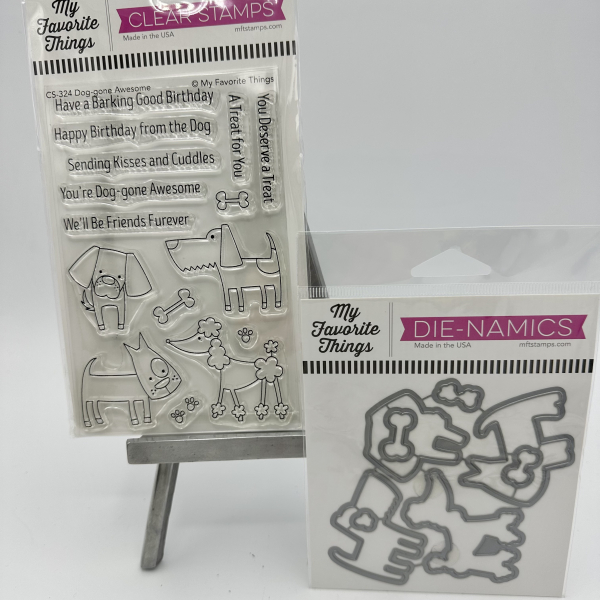 My
Favorite
Things
CLEAR STAMPS
Made in the USA
mftstamps.com
CS-324 Dog-gone Awesome
© My Favorite Things
Have a Barking Good Birthday
Happy Birthday from the Dog
Sending Kisses and Cuddles
You're Dog-gone Awesome
We'll Be Friends Furever
A Treat for You
You Deserve a Treat
My
Favorite
Things
DIE-NAMICS
Made in the USA
mftstamps.com